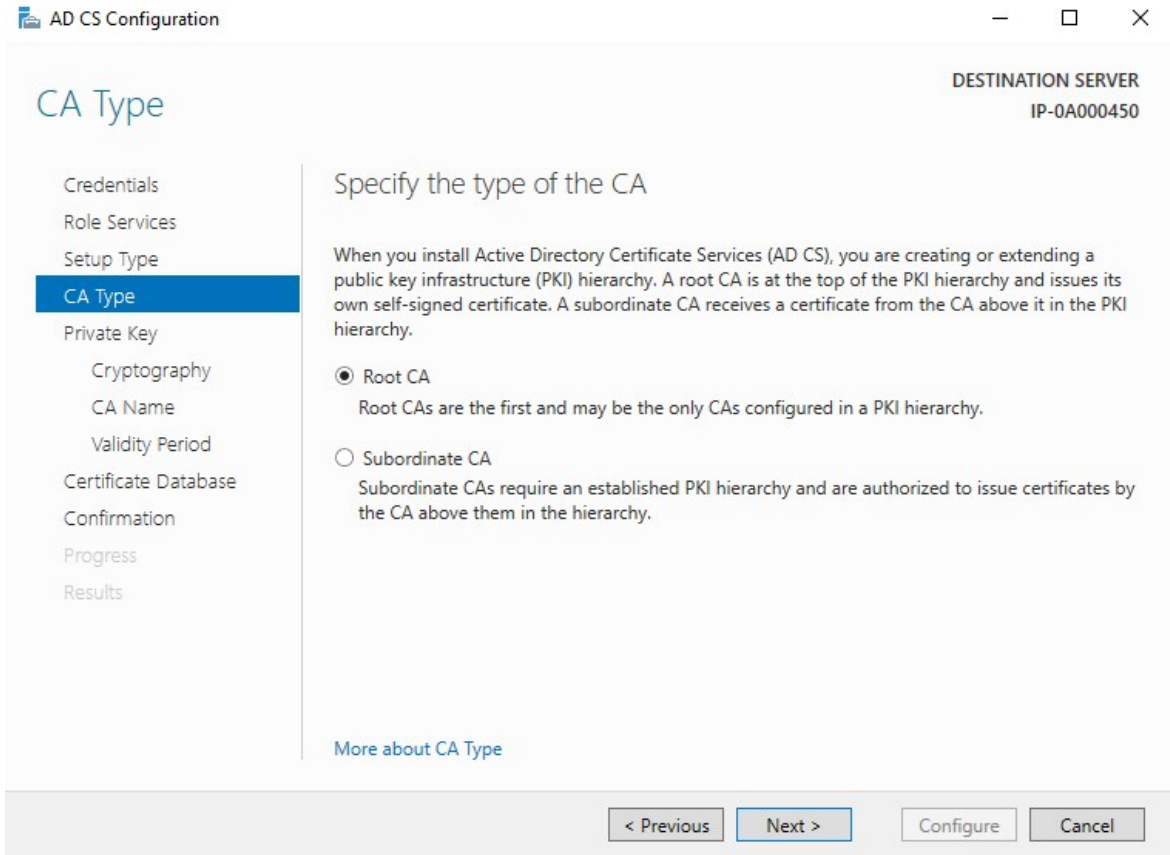 AD CS Configuration
DESTINATION SERVER
IP-0A000450
CA Type
Credentials
Role Services
Setup Type
CA Type
Private Key
Cryptography
CA Name
Validity Period
Certificate Database
Confirmation
Progress
Results
Specify the type of the CA
When you install Active Directory Certificate Services (AD CS), you are creating or extending a
public key infrastructure (PKI) hierarchy. A root CA is at the top of the PKI hierarchy and issues its
own self-signed certificate. A subordinate CA receives a certificate from the CA above it in the PKI
hierarchy.
Root CA
Root CAs are the first and may be the only CAs configured in a PKI hierarchy.
Subordinate CA
Subordinate CAs require an established PKI hierarchy and are authorized to issue certificates by
the CA above them in the hierarchy.
More about CA Type
< Previous
Next >
Configure
Cancel